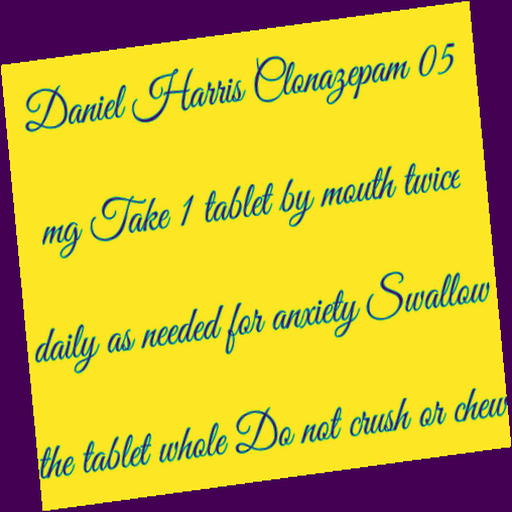 Daniel Harris Clonazepam 05
mg Take 1 tablet by mouth twice
daily as needed for anxiety Swallow
the tablet whole Do not crush or chew